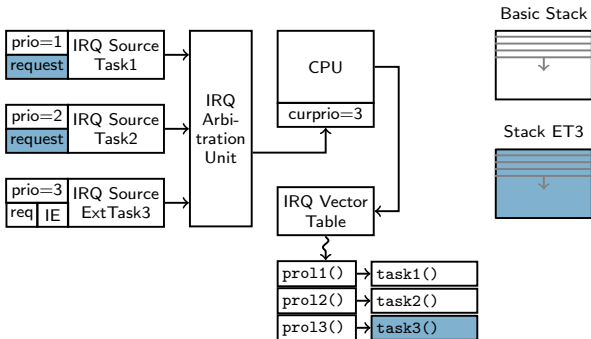 prio=1
request
IRQ Source
Task1
prio=2
request
IRQ Source
Task2
prio=3
req
IE
IRQ Source
ExtTask3
IRQ
Arbi-
tration
Unit
CPU
curprio=3
IRQ Vector
Table
prol1()
task1()
prol2()
task2()
prol3()
task3()
Basic Stack
Stack ET3